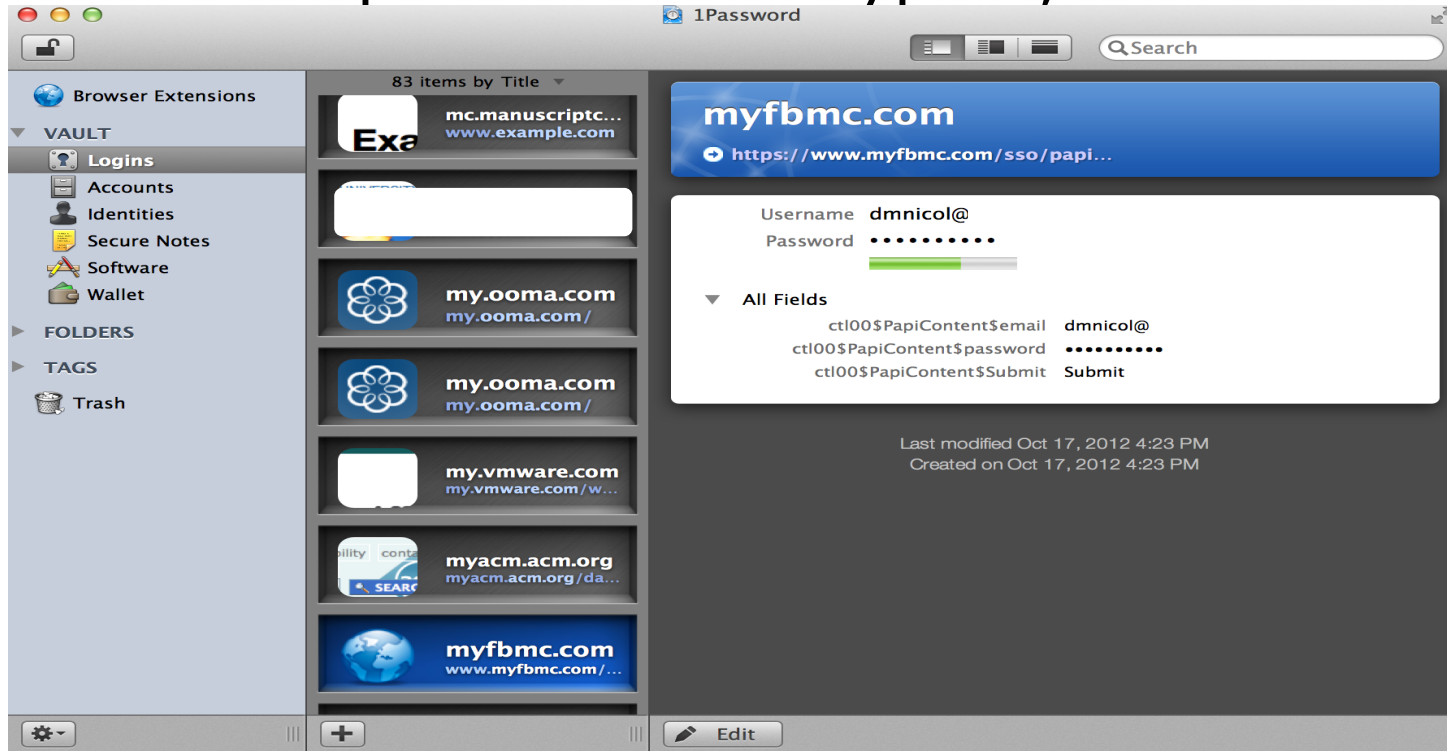 1Password
Search
Browser Extensions
VAULT
Logins
Accounts
Identities
Secure Notes
Software
Wallet
FOLDERS
TAGS
Trash
83 items by Title
Exa
mc.manuscriptc...
www.example.com
my.ooma.com
my.ooma.com/
my.ooma.com
my.ooma.com/
my.vmware.com
my.vmware.com/w...
bility conta
SEARC
myacm.acm.org
myacm.acm.org/da...
myfbmc.com
www.myfbmc.com/...
myfbmc.com
https://www.myfbmc.com/sso/papi...
Username dmnicol@
Password ••••••••••
All Fields
ctl00$PapiContent$email dmnicol@
ctl00$PapiContent$password ••••••••••
ctl00$PapiContent$Submit Submit
Last modified Oct 17, 2012 4:23 PM
Created on Oct 17, 2012 4:23 PM
Edit